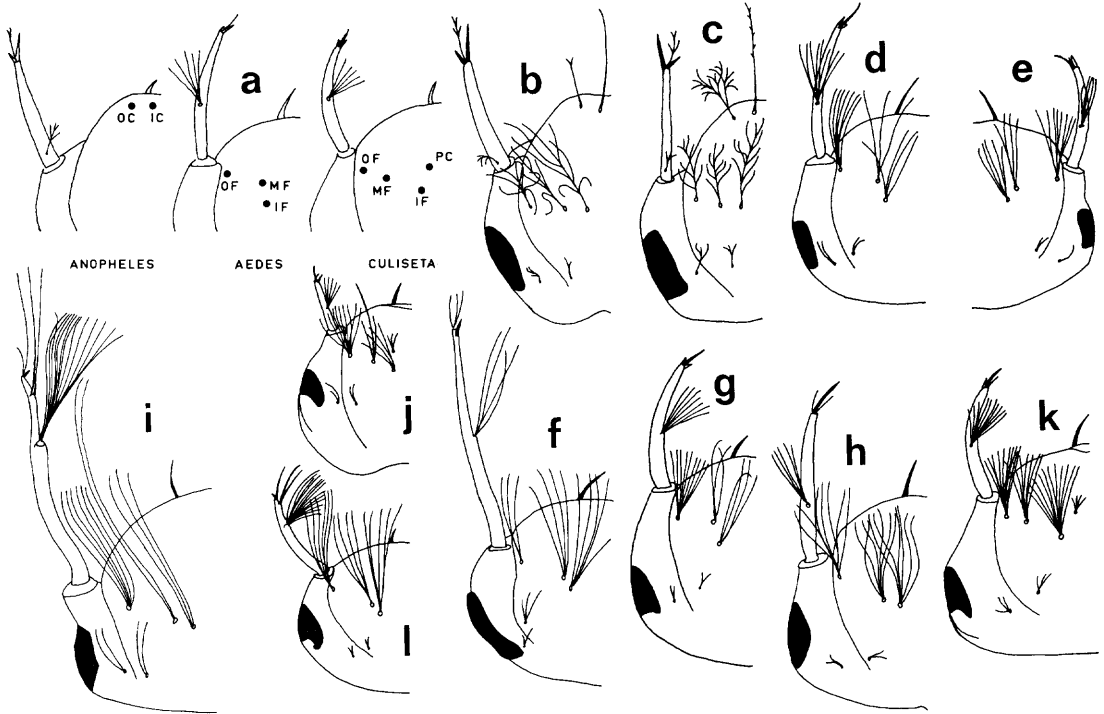 a
b
c
d
e
OC IC
OF
MF
IF
OF
MF
PC
IF
ANOPHELES AEDES CULISETA
i
j
f
g
h
k
l